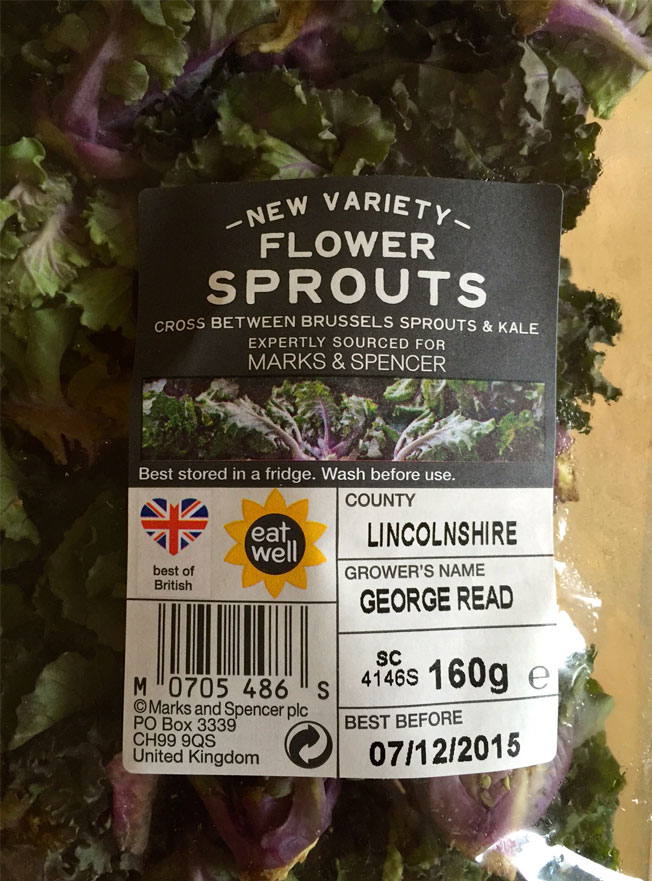 -NEW VARIETY-
FLOWER
SPROUTS
CROSS BETWEEN BRUSSELS SPROUTS & KALE
EXPERTLY SOURCED FOR
MARKS & SPENCER
Best stored in a fridge. Wash before use.
best of
British
eat
well
COUNTY
LINCOLNSHIRE
GROWER'S NAME
GEORGE READ
SC
4146S 160g e
BEST BEFORE
07/12/2015
M 0705 486 S
©Marks and Spencer plc
PO Box 3339
CH99 9QS
United Kingdom